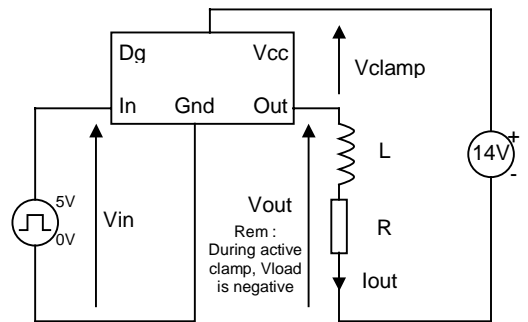 Dg Vcc
Vclamp
In Gnd Out
5V
0V
Vin
Vout
Rem :
During active
clamp, Vload
is negative
L
R
Iout
14V
+
-